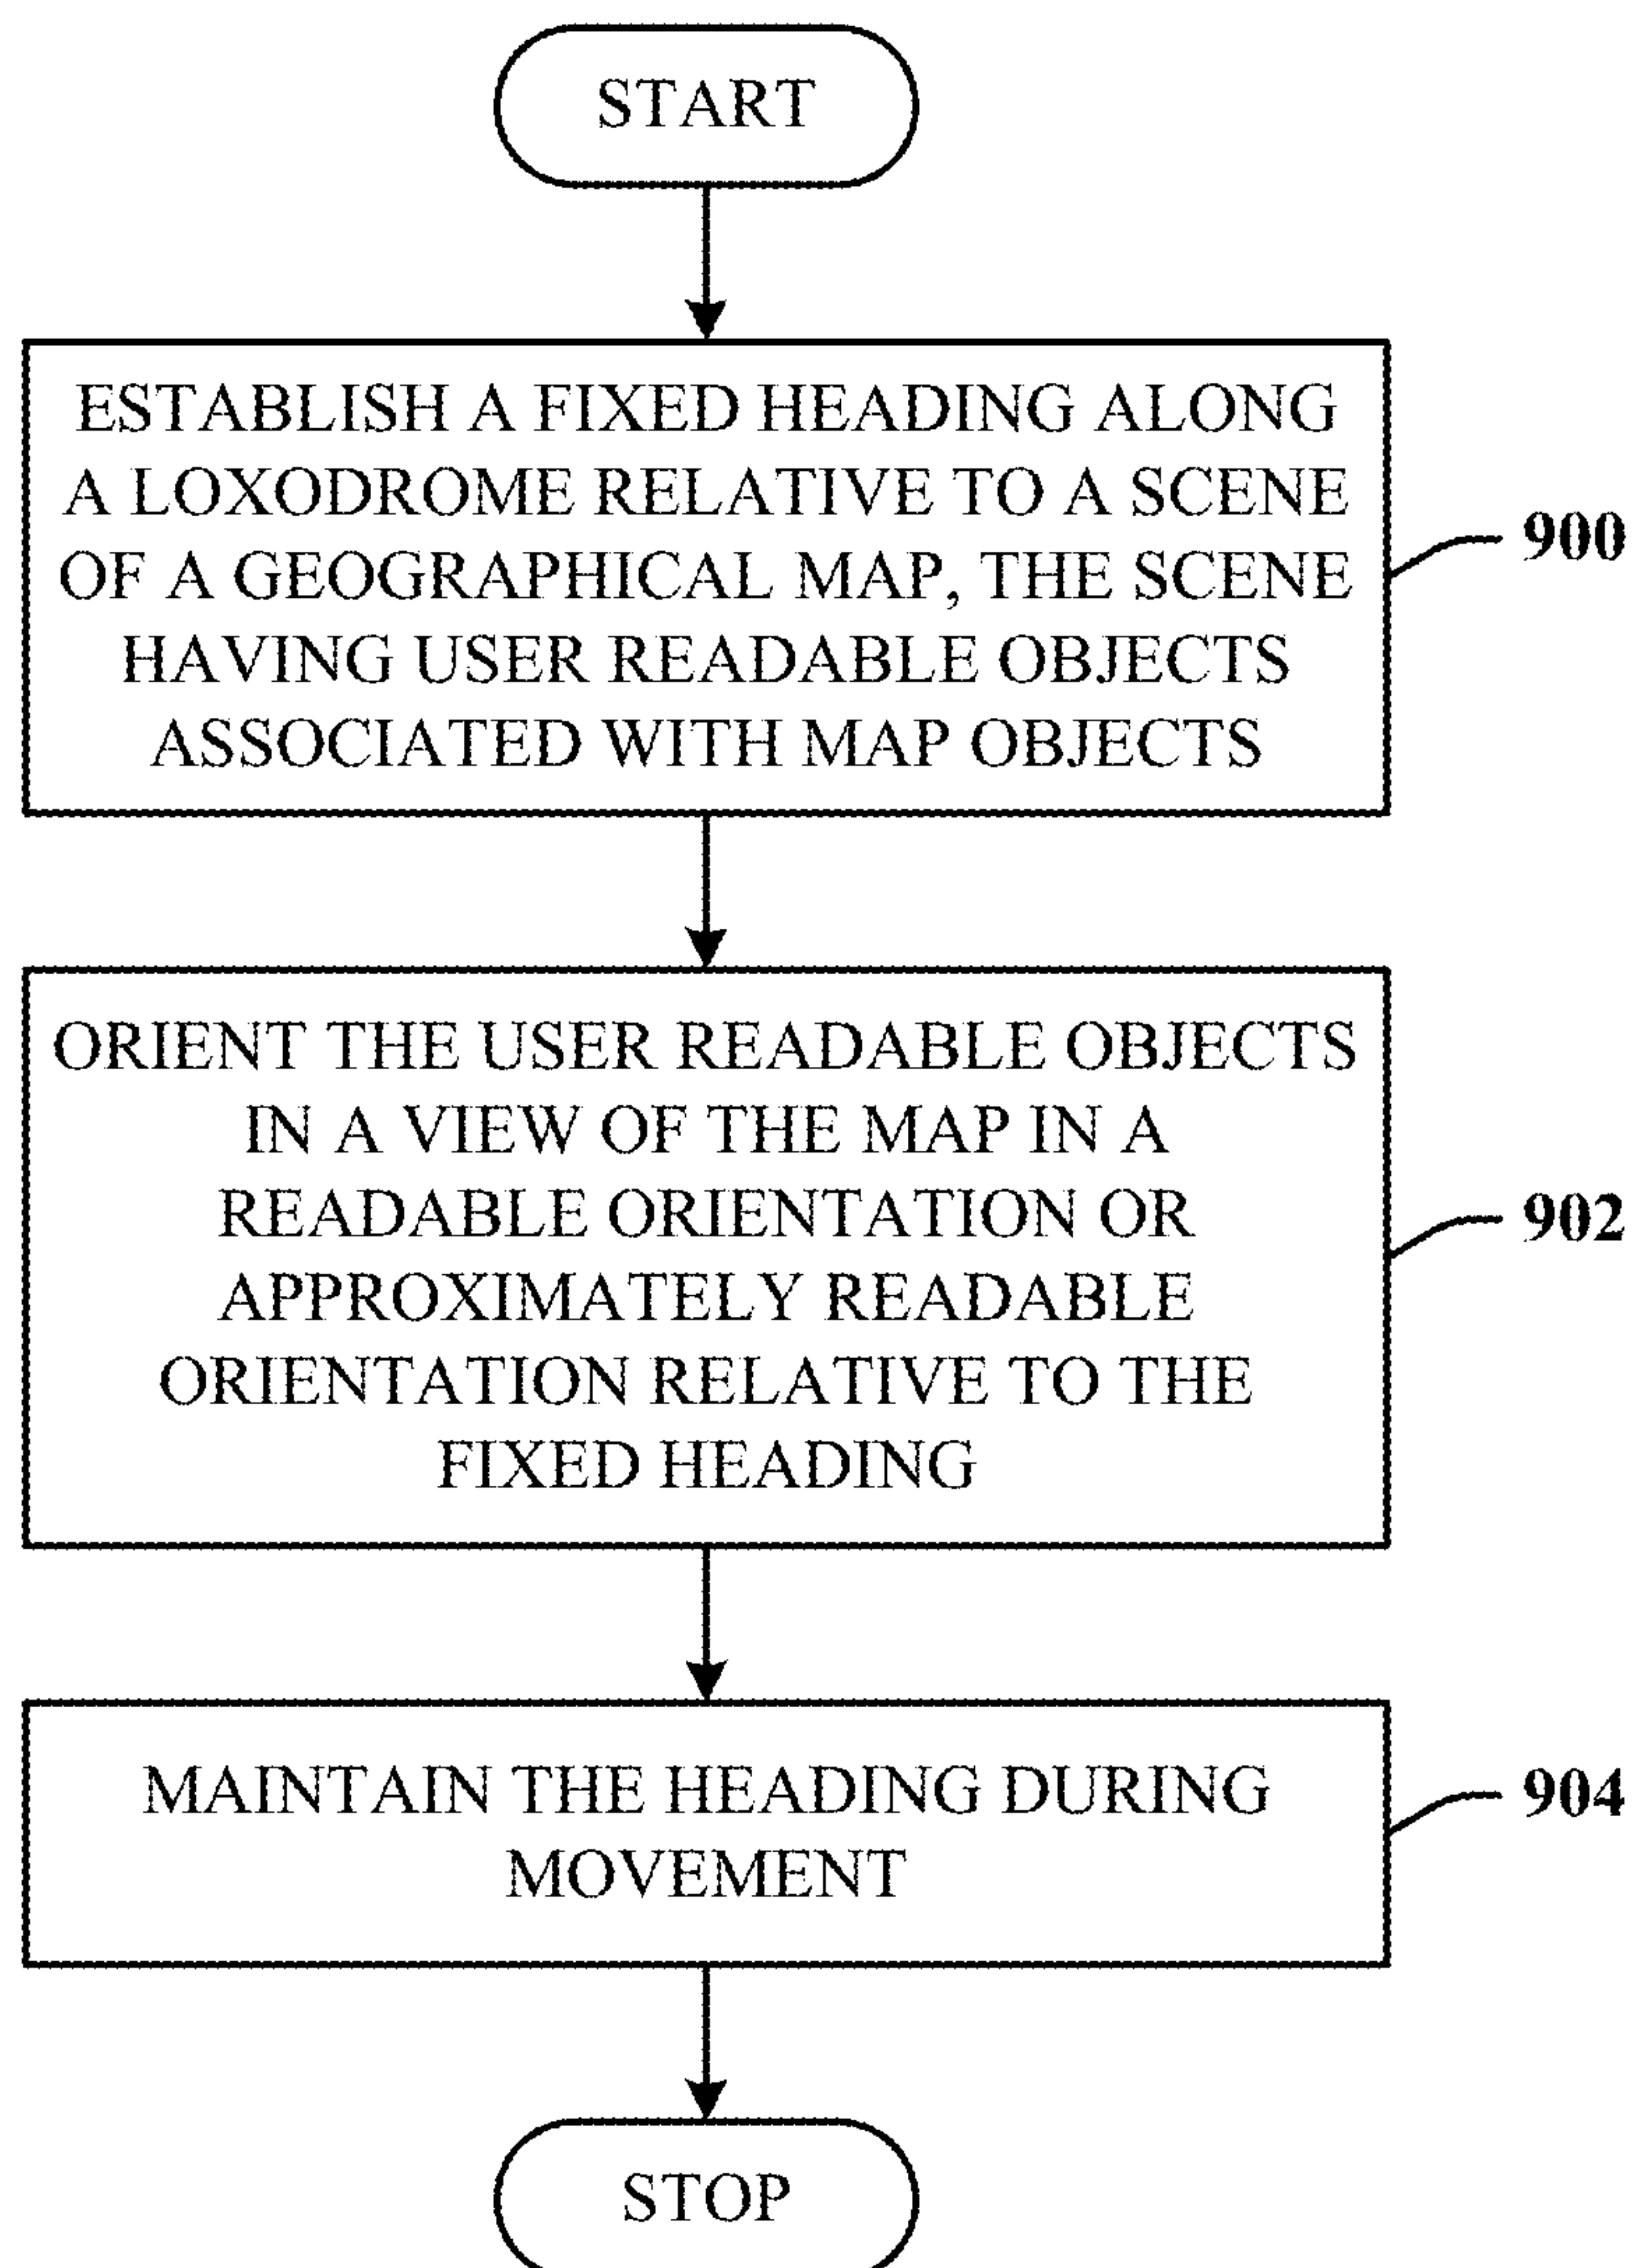 START
ESTABLISH A FIXED HEADING ALONG
A LOXODROME RELATIVE TO A SCENE
OF A GEOGRAPHICAL MAP, THE SCENE
HAVING USER READABLE OBJECTS
ASSOCIATED WITH MAP OBJECTS
900
ORIENT THE USER READABLE OBJECTS
IN A VIEW OF THE MAP IN A
READABLE ORIENTATION OR
APPROXIMATELY READABLE
ORIENTATION RELATIVE TO THE
FIXED HEADING
902
MAINTAIN THE HEADING DURING
MOVEMENT
904
STOP